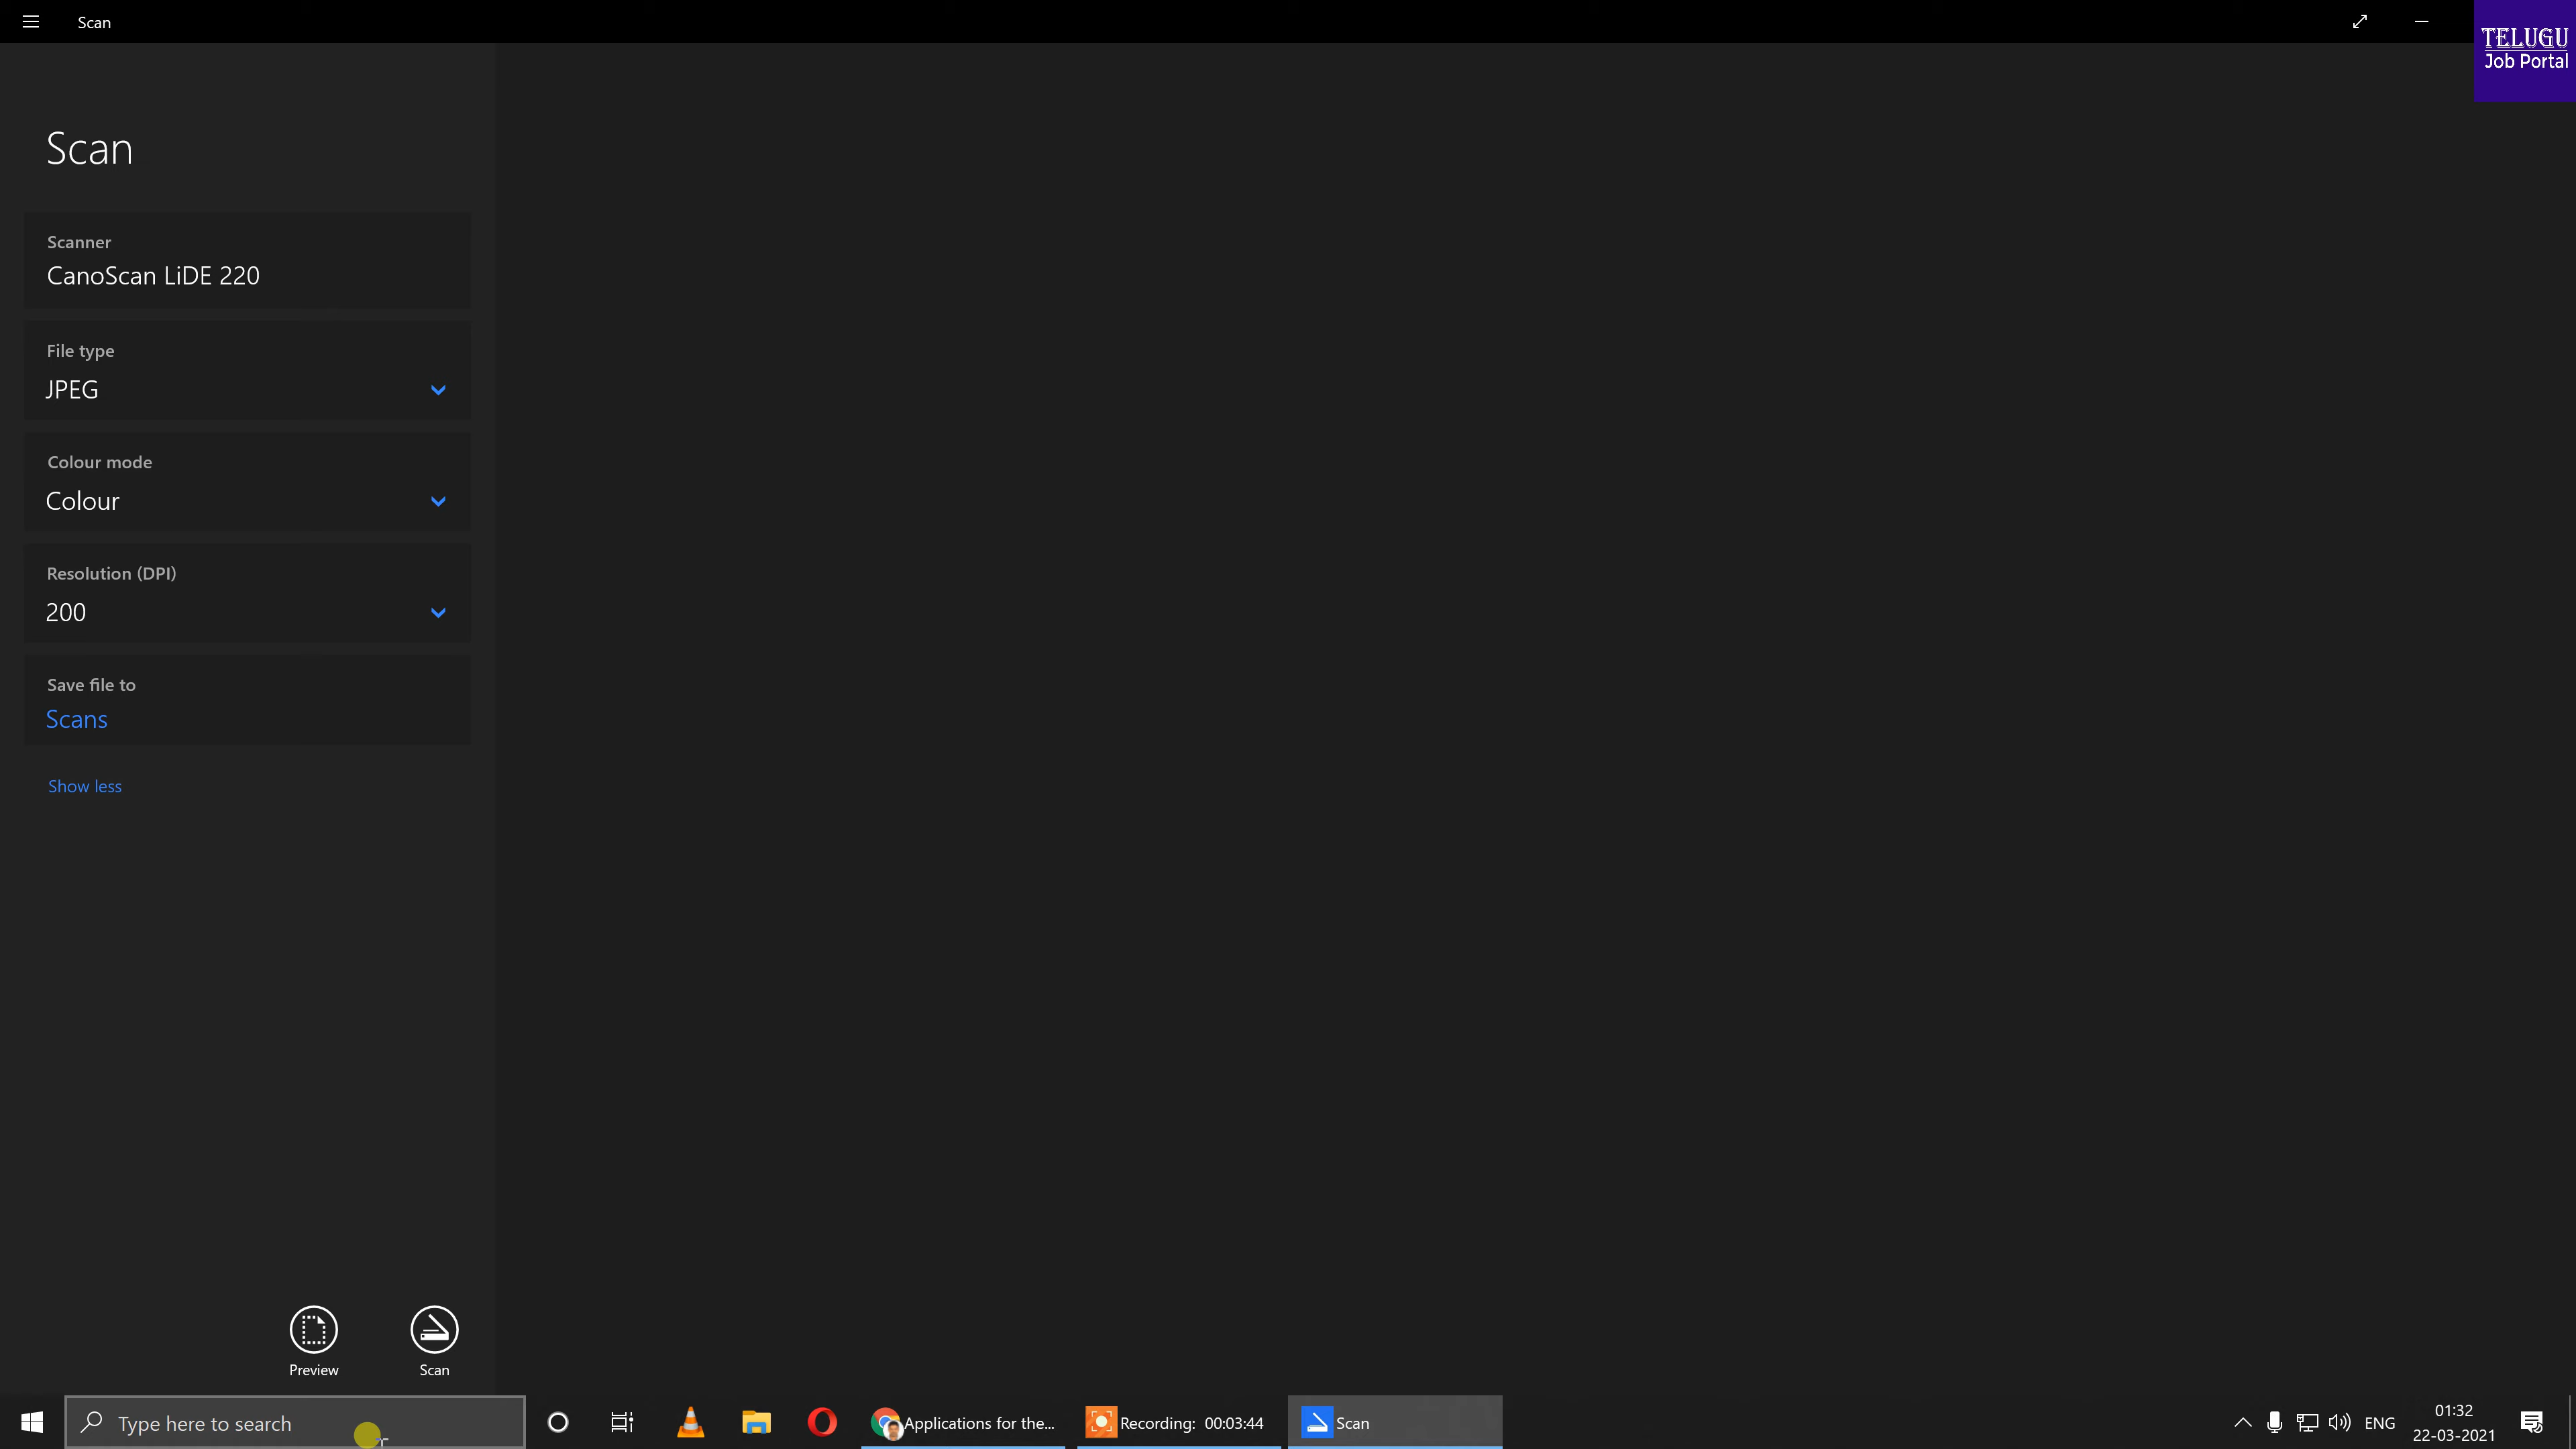 Scan
TELUGU
Job Portal
Scan
Scanner
CanoScan LiDE 220
File type
JPEG
Colour mode
Colour
Resolution (DPI)
200
Save file to
Scans
Show less
Preview
Scan
Type here to search
Applications for the...
Recording: 00:03:44
Scan
ENG
01:32
22-03-2021